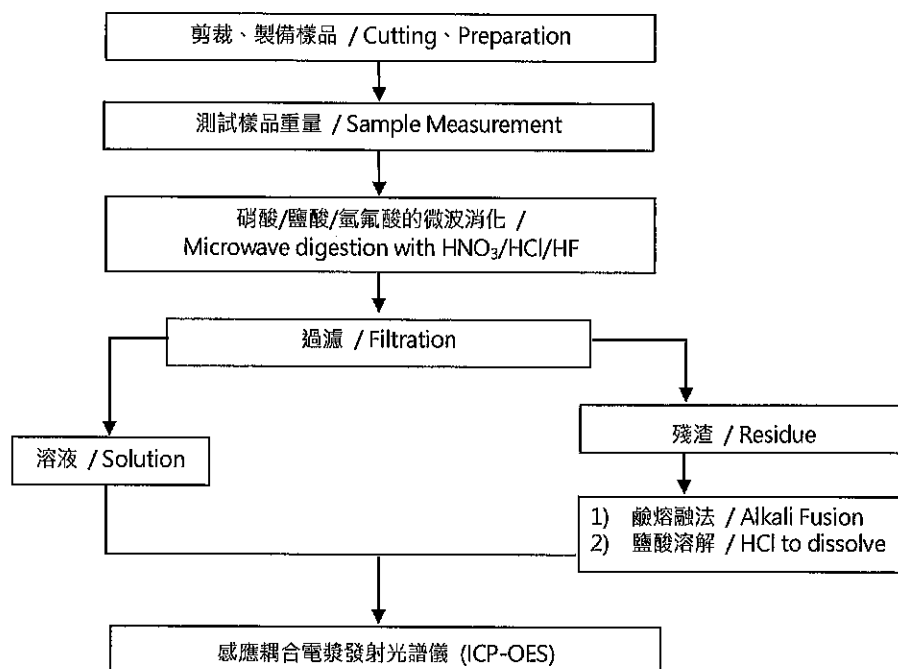 剪裁、製備樣品 / Cutting、Preparation
測試樣品重量 / Sample Measurement
硝酸/鹽酸/氫氟酸的微波消化 /
Microwave digestion with HNO₃/HCl/HF
過濾 / Filtration
溶液 / Solution
殘渣 / Residue
1) 鹼熔融法 / Alkali Fusion
2) 鹽酸溶解 / HCl to dissolve
感應耦合電漿發射光譜儀 (ICP-OES)